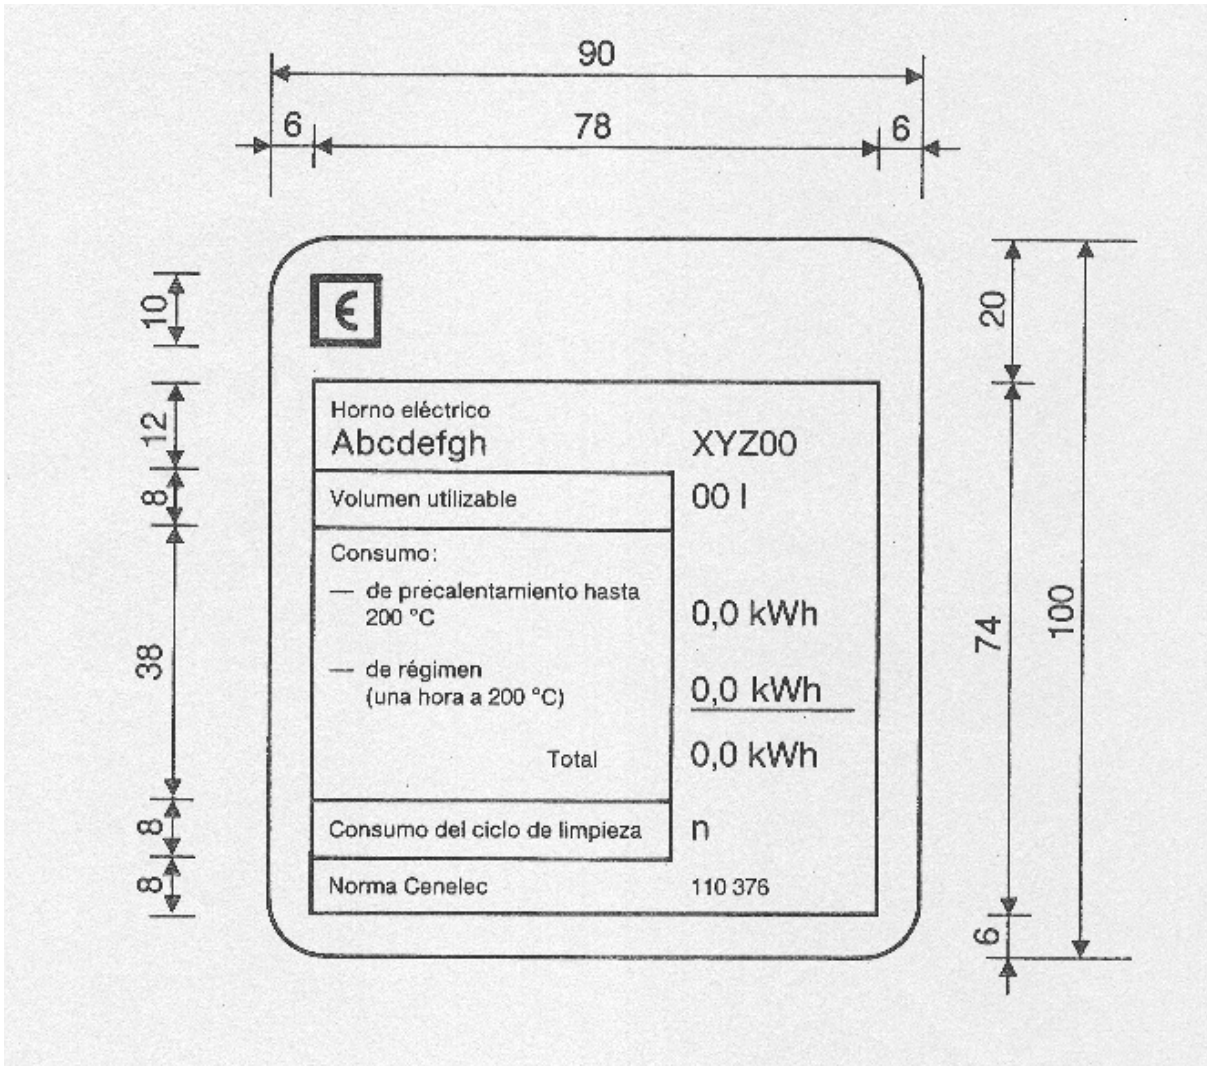 90
6 78 6
10
20
Є
Horno eléctrico
Abcdefgh XYZ00
12
Volumen utilizable 00 l
8
Consumo:
— de precalentamiento hasta
200 °C 0,0 kWh
— de régimen
(una hora a 200 °C) 0,0 kWh
Total 0,0 kWh
38
74
100
Consumo del ciclo de limpieza n
8
Norma Cenelec 110 376
8
6